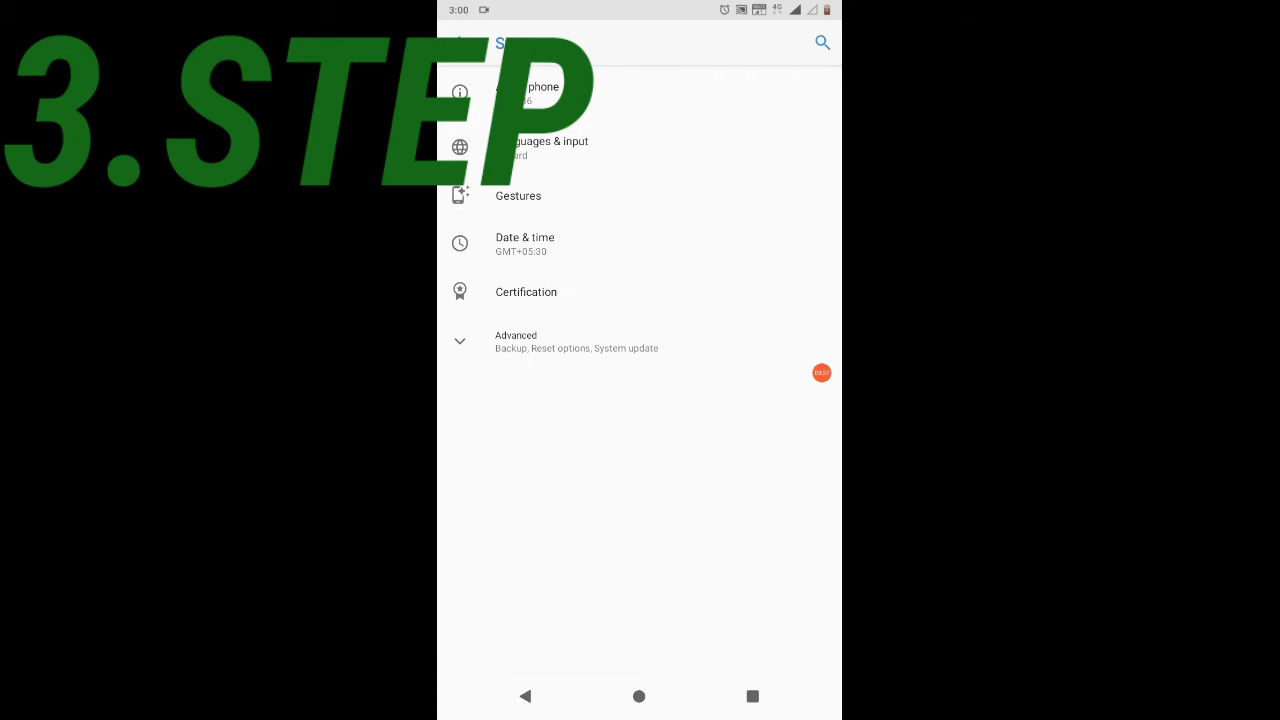 3:00
4G
3.STEP
phone
guages & input
Gestures
Date & time
GMT+05:30
Certification
Advanced
Backup, Reset options, System update